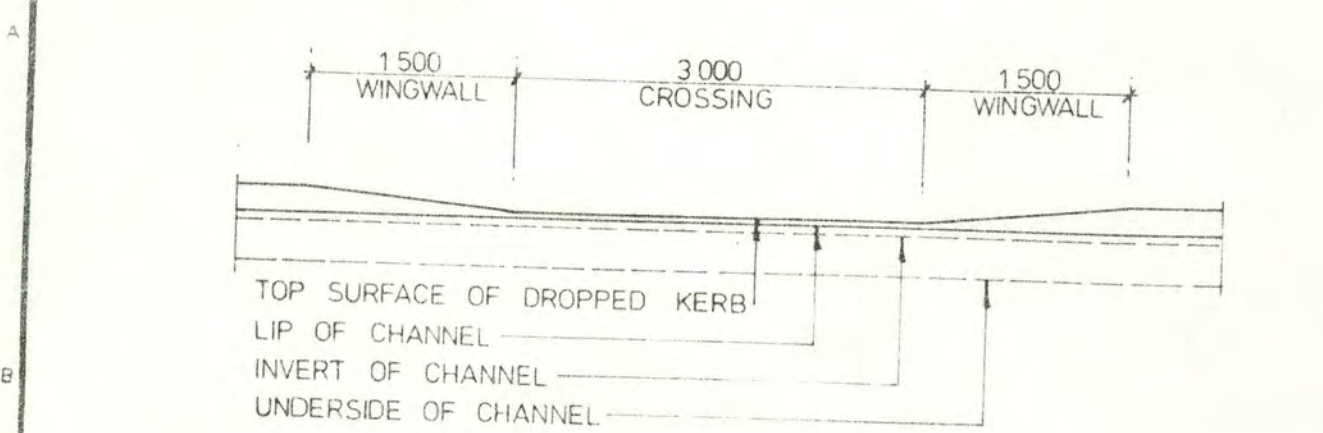 A
1 500
WINGWALL
3 000
CROSSING
1 500
WINGWALL
TOP SURFACE OF DROPPED KERB
LIP OF CHANNEL
INVERT OF CHANNEL
UNDERSIDE OF CHANNEL
B